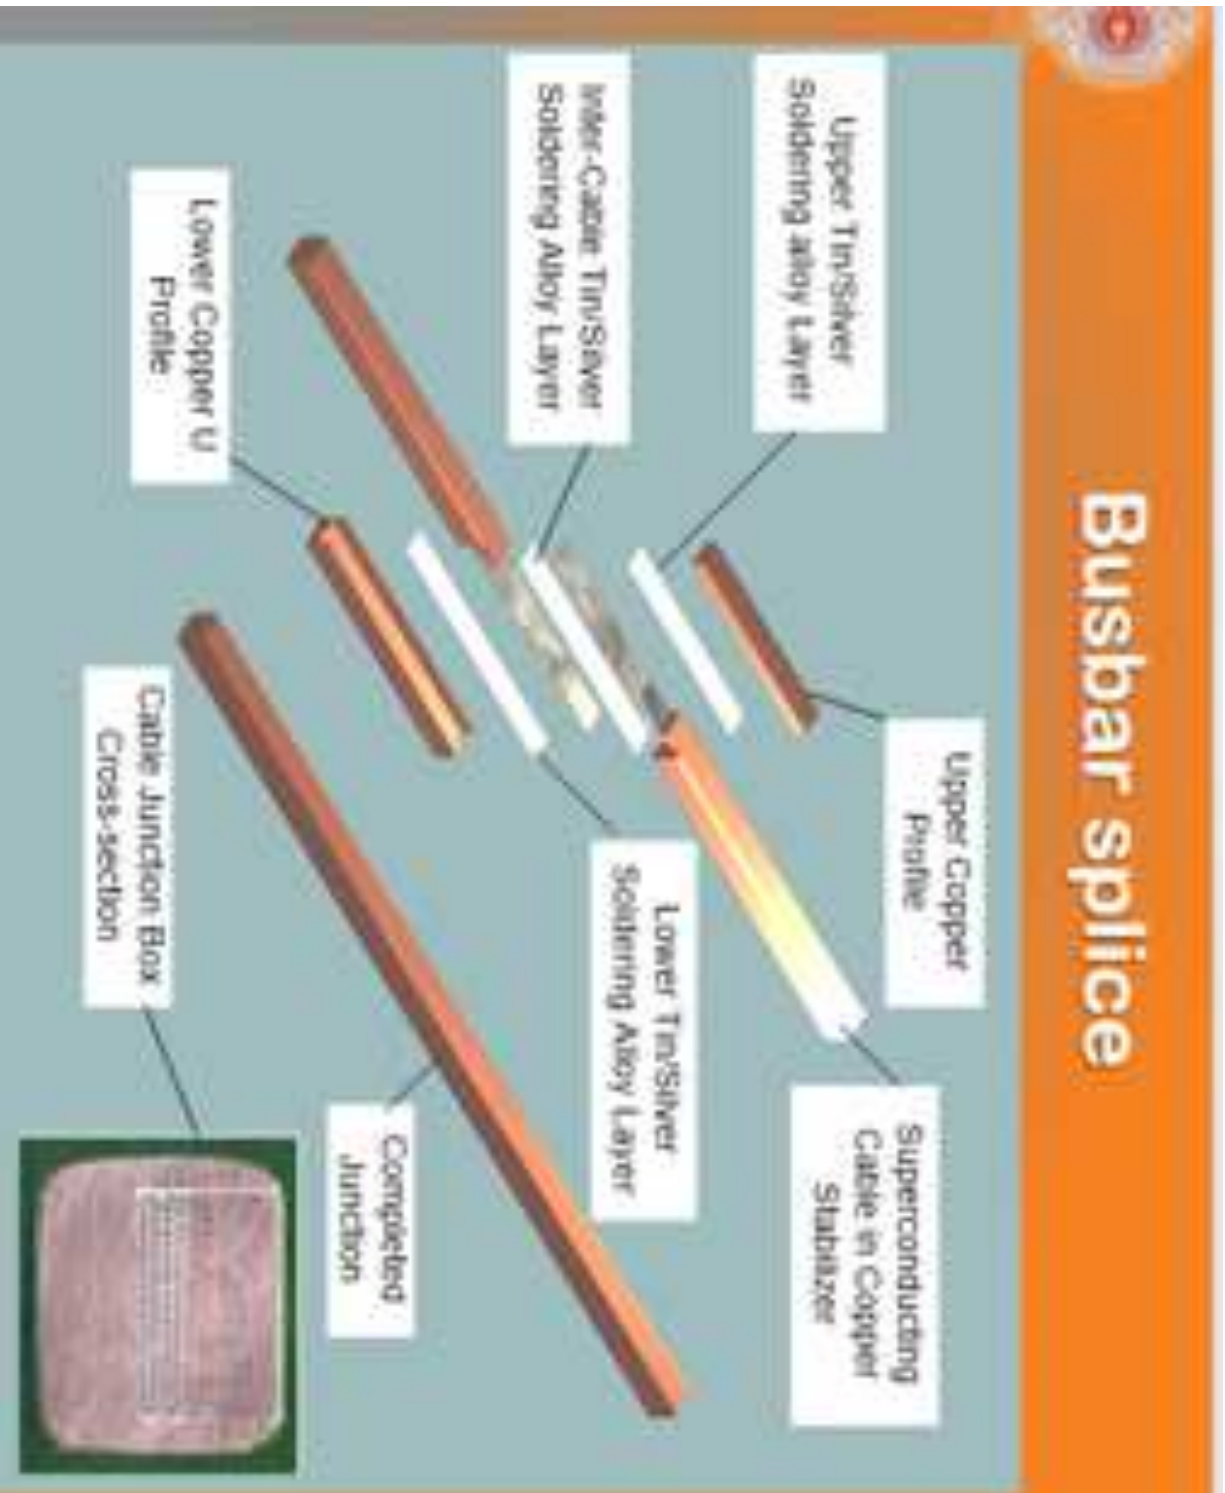 Busbar splice
Upper Tin/Silver
Soldering alloy Layer
Inter-Cable Tin/Silver
Soldering Alloy Layer
Lower Copper U
Profile
Upper Copper
Profile
Lower Tin/Silver
Soldering Alloy Layer
Cable Junction Box
Cross-section
Superconducting
Cable in Copper
Stabilizer
Completed
Junction